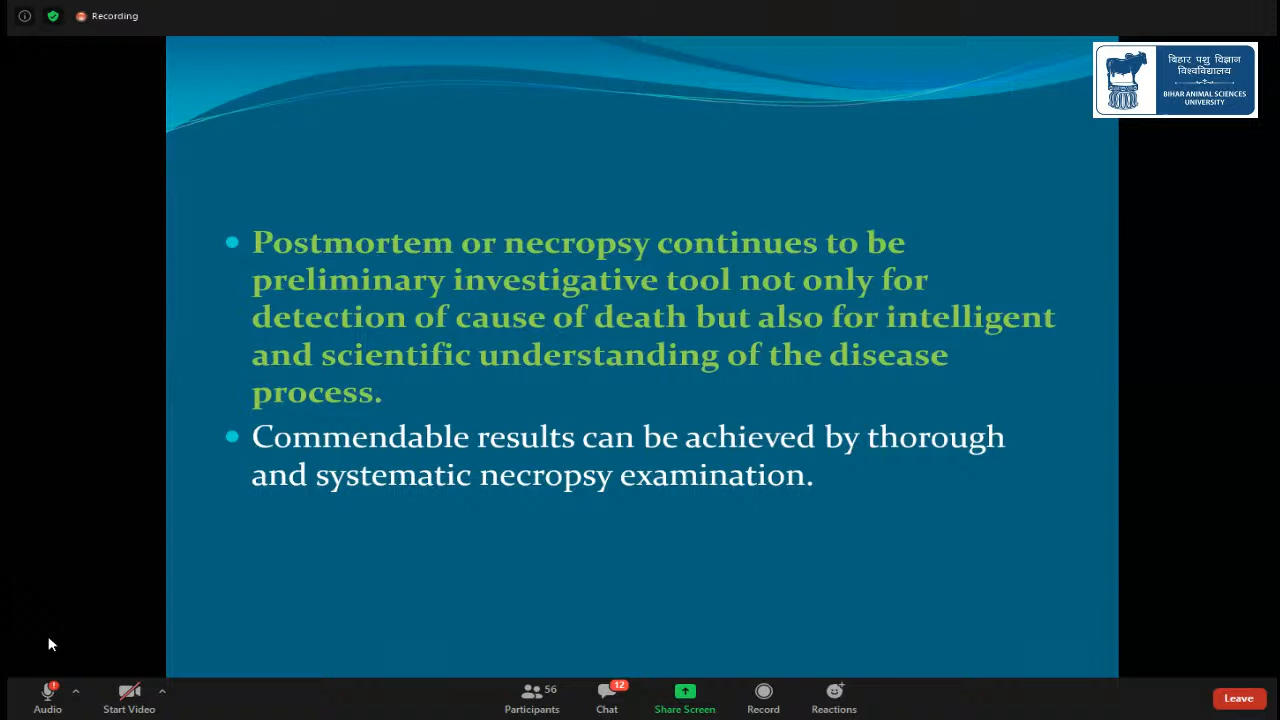 Recording
बिहार पशु विज्ञान
विश्वविद्यालय
BIHAR ANIMAL SCIENCES
UNIVERSITY
Postmortem or necropsy continues to be
preliminary investigative tool not only for
detection of cause of death but also for intelligent
and scientific understanding of the disease
process.
Commendable results can be achieved by thorough
and systematic necropsy examination.
56
12
Audio
Start Video
Participants
Chat
Share Screen
Record
Reactions
Leave